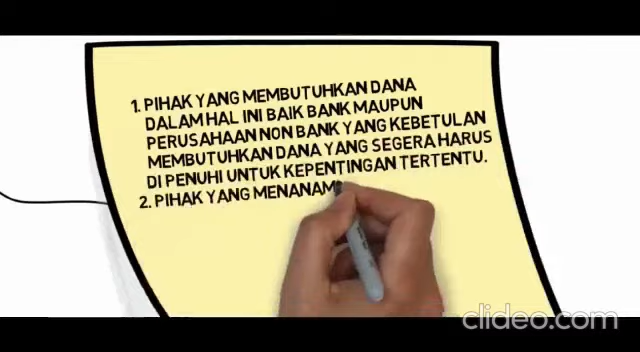 1. PIHAK YANG MEMBUTUHKAN DANA
DALAM HAL INI BAIK BANK MAUPUN
PERUSAHAAN NON BANK YANG KEBETULAN
MEMBUTUHKAN DANA YANG SEGERA HARUS
DI PENUHI UNTUK KEPENTINGAN TERTENTU.
2. PIHAK YANG MENANAM
clideo.com